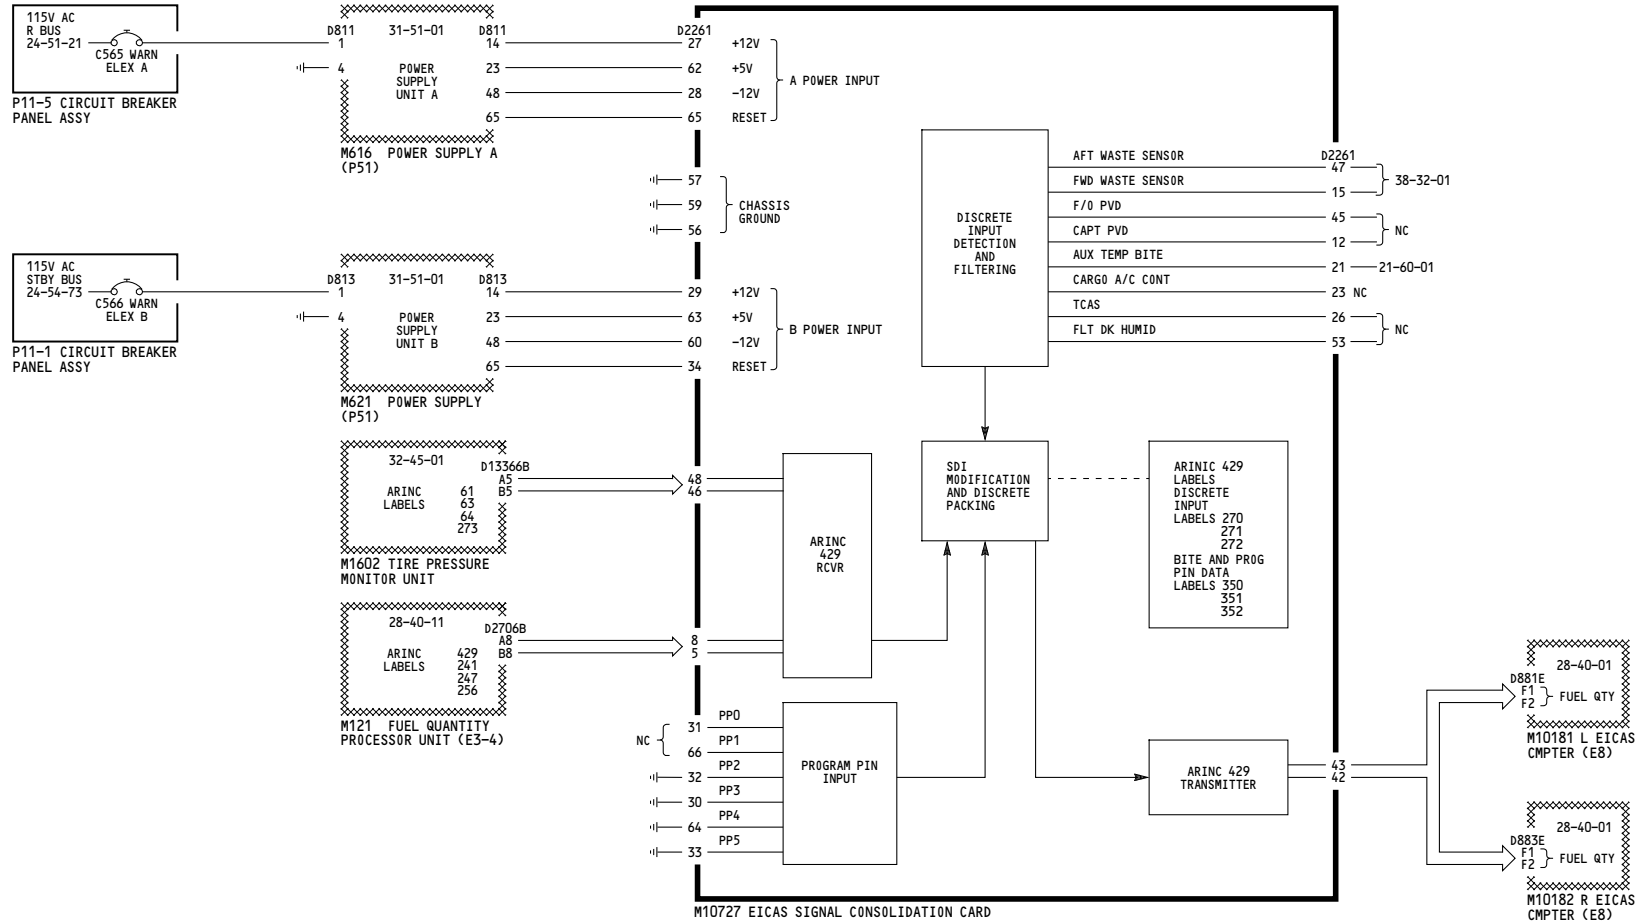 115V AC
R BUS
24-51-21
C565 WARN
ELEX A
P11-5 CIRCUIT BREAKER
PANEL ASSY
D811 31-51-01 D811
1 14
4 23
48
65
POWER
SUPPLY
UNIT A
M616 POWER SUPPLY A
(P51)
D2261
27 +12V
62 +5V
28 -12V
65 RESET
A POWER INPUT
57
59
56
CHASSIS
GROUND
115V AC
STBY BUS
24-54-73
C566 WARN
ELEX B
P11-1 CIRCUIT BREAKER
PANEL ASSY
D813 31-51-01 D813
1 14
4 23
48
65
POWER
SUPPLY
UNIT B
M621 POWER SUPPLY
(P51)
29 +12V
63 +5V
60 -12V
34 RESET
B POWER INPUT
32-45-01
D13366B
A5
B5
ARINC
LABELS
61
63
64
273
M1602 TIRE PRESSURE
MONITOR UNIT
48
46
28-40-11
D2706B
A8
B8
ARINC
LABELS
429
241
247
256
M121 FUEL QUANTITY
PROCESSOR UNIT (E3-4)
8
5
ARINC
429
RCVR
NC
31 PP0
66 PP1
32 PP2
30 PP3
64 PP4
33 PP5
PROGRAM PIN
INPUT
DISCRETE
INPUT
DETECTION
AND
FILTERING
D2261
AFT WASTE SENSOR 47
FWD WASTE SENSOR 15
38-32-01
F/O PVD 45
CAPT PVD 12
NC
AUX TEMP BITE 21 21-60-01
CARGO A/C CONT 23 NC
TCAS 26
FLT DK HUMID 53
NC
SDI
MODIFICATION
AND DISCRETE
PACKING
ARINIC 429
LABELS
DISCRETE
INPUT
LABELS 270
271
272
BITE AND PROG
PIN DATA
LABELS 350
351
352
ARINC 429
TRANSMITTER
43
42
28-40-01
D881E
F1
F2
FUEL QTY
M10181 L EICAS
CMPTER (E8)
28-40-01
D883E
F1
F2
FUEL QTY
M10182 R EICAS
CMPTER (E8)
M10727 EICAS SIGNAL CONSOLIDATION CARD